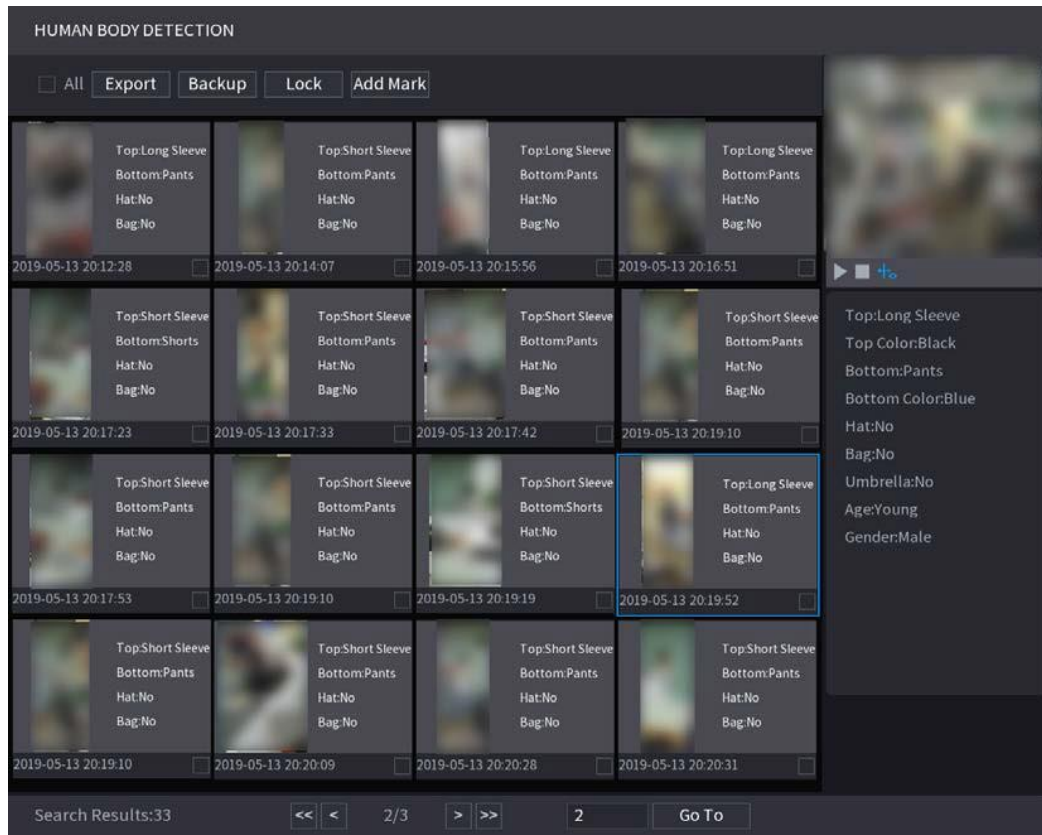 HUMAN BODY DETECTION
All Export Backup Lock Add Mark
Top:Long Sleeve
Bottom:Pants
Hat:No
Bag:No
2019-05-13 20:12:28
Top:Short Sleeve
Bottom:Pants
Hat:No
Bag:No
2019-05-13 20:14:07
Top:Long Sleeve
Bottom:Pants
Hat:No
Bag:No
2019-05-13 20:15:56
Top:Long Sleeve
Bottom:Pants
Hat:No
Bag:No
2019-05-13 20:16:51
Top:Short Sleeve
Bottom:Shorts
Hat:No
Bag:No
2019-05-13 20:17:23
Top:Short Sleeve
Bottom:Pants
Hat:No
Bag:No
2019-05-13 20:17:33
Top:Short Sleeve
Bottom:Pants
Hat:No
Bag:No
2019-05-13 20:17:42
Top:Short Sleeve
Bottom:Pants
Hat:No
Bag:No
2019-05-13 20:19:10
Top:Short Sleeve
Bottom:Pants
Hat:No
Bag:No
2019-05-13 20:17:53
Top:Short Sleeve
Bottom:Pants
Hat:No
Bag:No
2019-05-13 20:19:10
Top:Short Sleeve
Bottom:Shorts
Hat:No
Bag:No
2019-05-13 20:19:19
Top:Long Sleeve
Bottom:Pants
Hat:No
Bag:No
2019-05-13 20:19:52
Top:Short Sleeve
Bottom:Pants
Hat:No
Bag:No
2019-05-13 20:19:10
Top:Short Sleeve
Bottom:Pants
Hat:No
Bag:No
2019-05-13 20:20:09
Top:Short Sleeve
Bottom:Pants
Hat:No
Bag:No
2019-05-13 20:20:28
Top:Short Sleeve
Bottom:Pants
Hat:No
Bag:No
2019-05-13 20:20:31
Top:Long Sleeve
Top Color:Black
Bottom:Pants
Bottom Color:Blue
Hat:No
Bag:No
Umbrella:No
Age:Young
Gender:Male
Search Results:33 << < 2/3 > >> 2 Go To